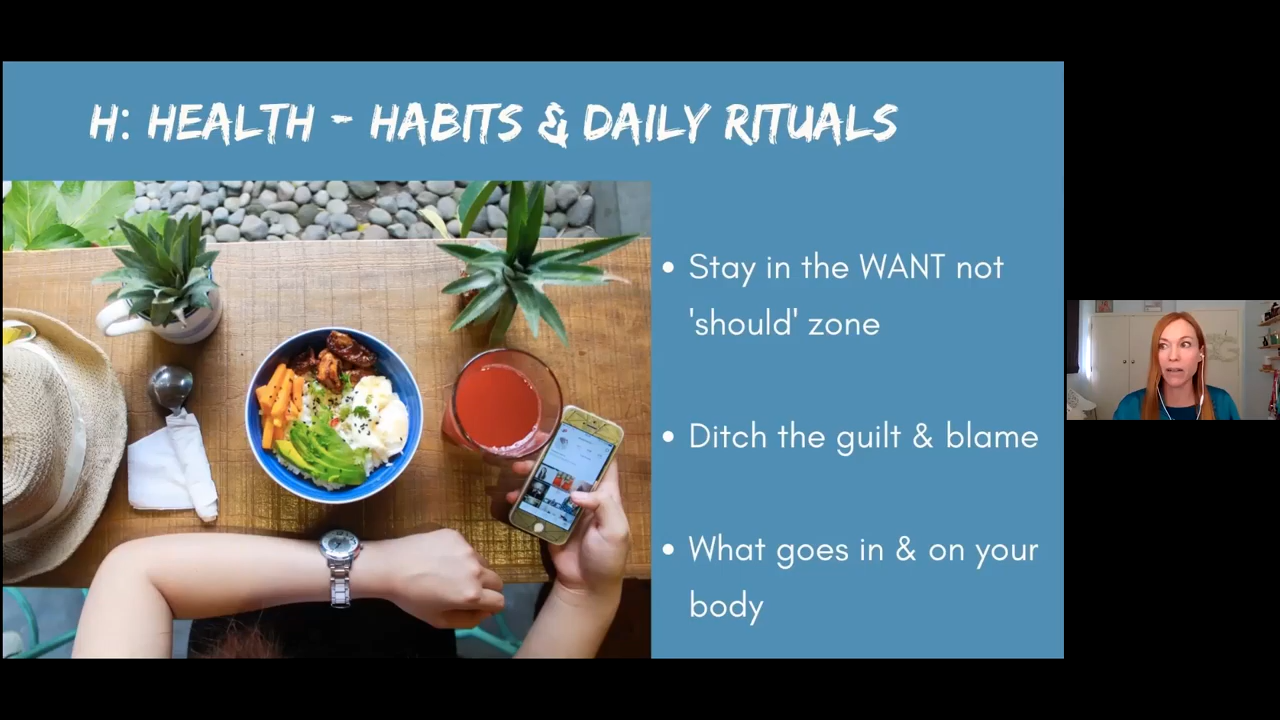 H: HEALTH - HABITS & DAILY RITUALS
Stay in the WANT not
'should' zone
Ditch the guilt & blame
What goes in & on your
body